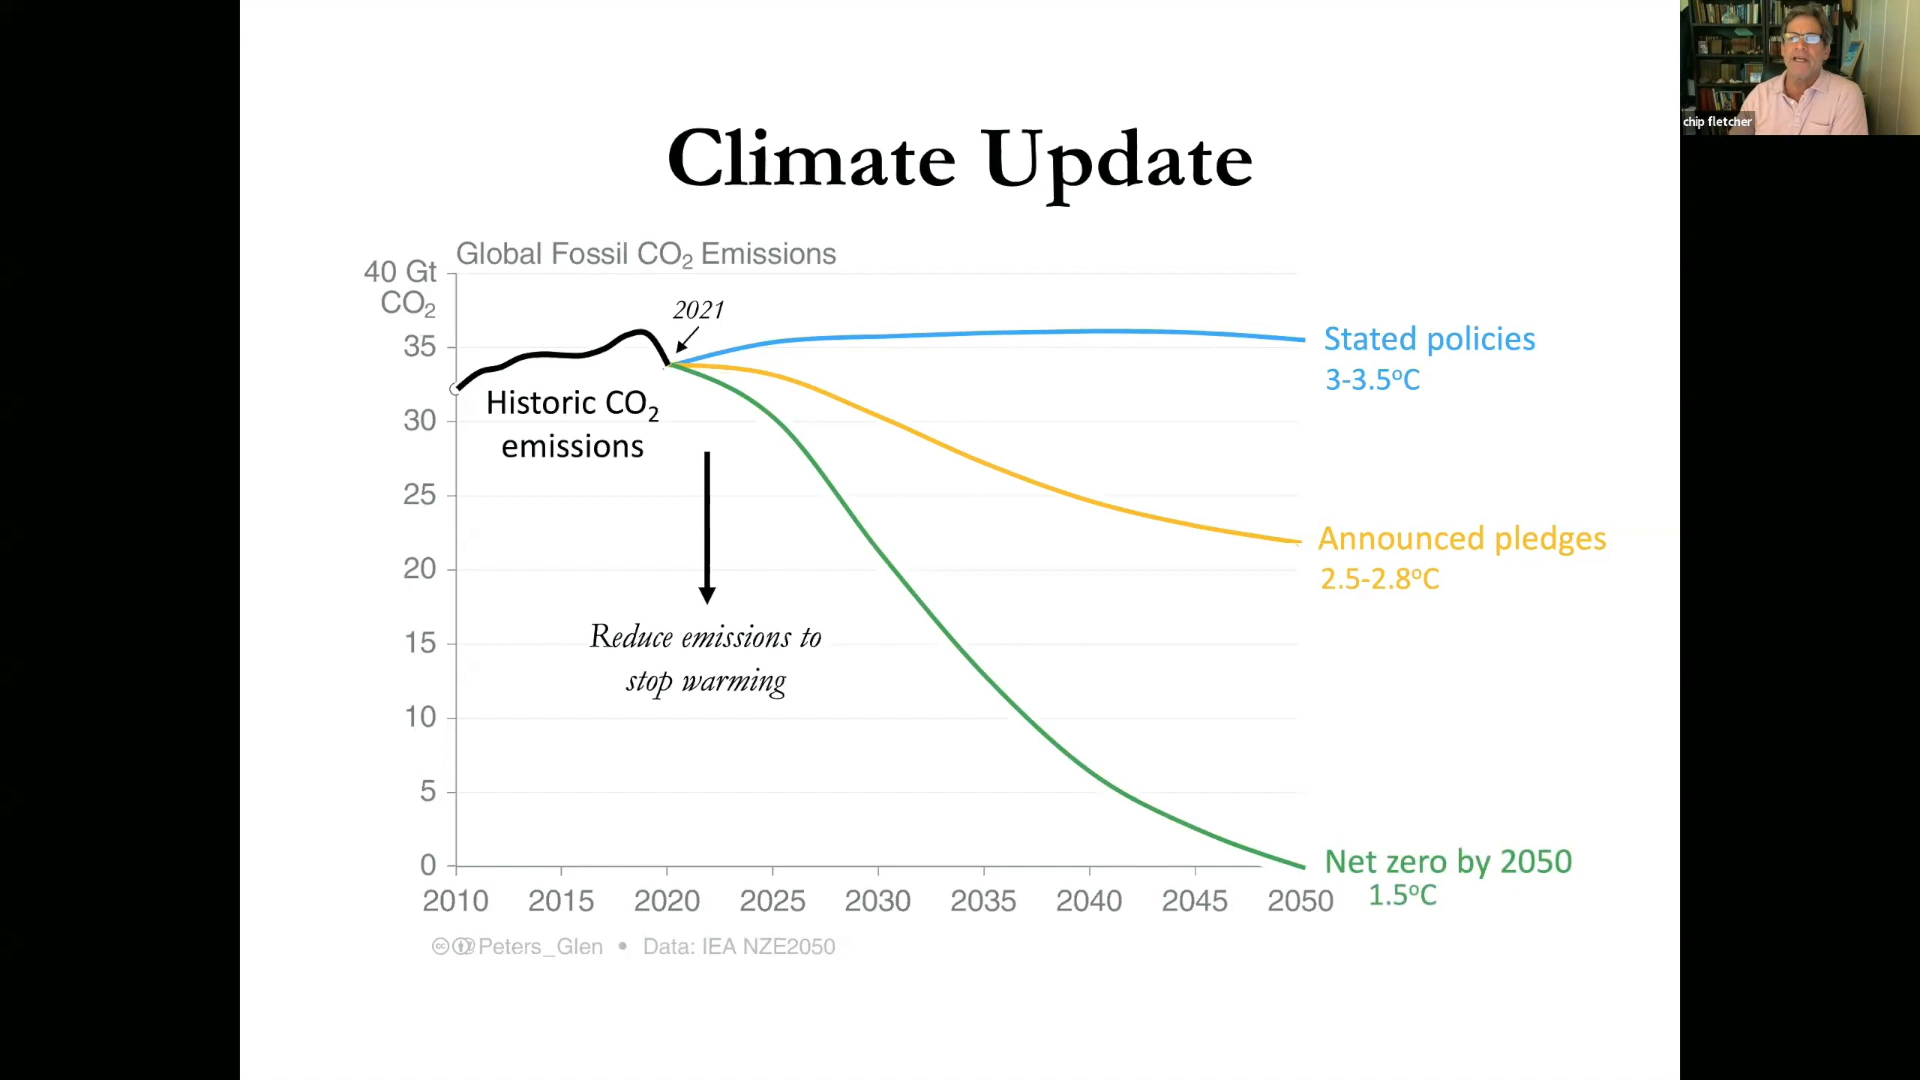 chip fletcher
Climate Update
Global Fossil CO₂ Emissions
40 Gt
CO₂
35
30
25
20
15
10
5
0
2010 2015 2020 2025 2030 2035 2040 2045 2050
2021
Historic CO₂
emissions
Reduce emissions to
stop warming
Stated policies
3-3.5°C
Announced pledges
2.5-2.8°C
Net zero by 2050
1.5°C
Peters_Glen • Data: IEA NZE2050